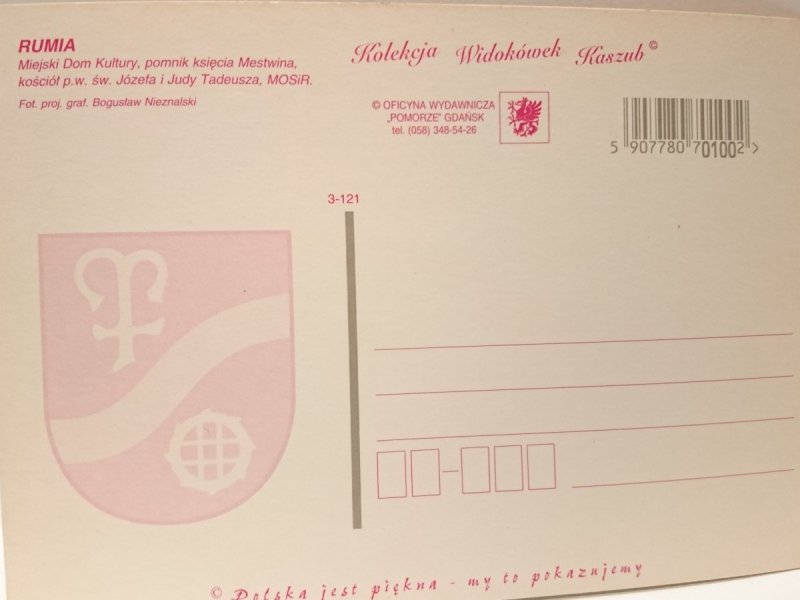 RUMIA
Miejski Dom Kultury, pomnik księcia Mestwina,
kościół p.w. św. Józefa i Judy Tadeusza, MOSiR.
Fot. proj. graf. Bogusław Nieznalski
Kolekcja Widokówek Kaszub ©
© OFICYNA WYDAWNICZA
„POMORZE" GDAŃSK
tel. (058) 348-54-26
5 907780 701002 >
3-121
© Polska jest piękna - my to pokazujemy